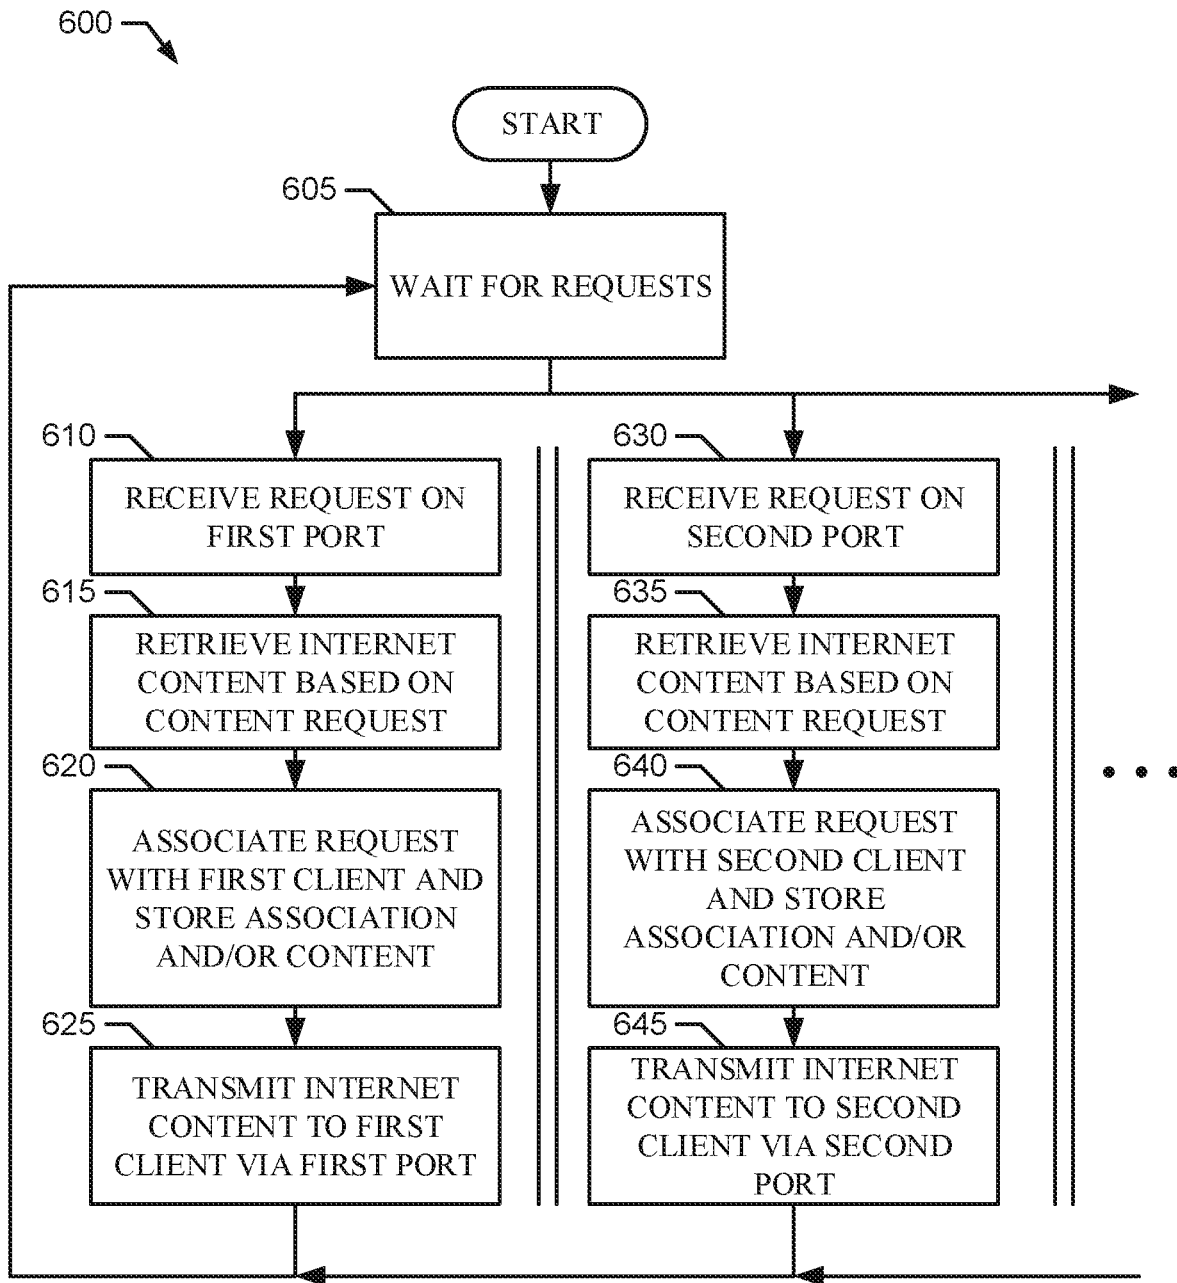 600
START
605
WAIT FOR REQUESTS
610
RECEIVE REQUEST ON
FIRST PORT
615
RETRIEVE INTERNET
CONTENT BASED ON
CONTENT REQUEST
620
ASSOCIATE REQUEST
WITH FIRST CLIENT AND
STORE ASSOCIATION
AND/OR CONTENT
625
TRANSMIT INTERNET
CONTENT TO FIRST
CLIENT VIA FIRST PORT
630
RECEIVE REQUEST ON
SECOND PORT
635
RETRIEVE INTERNET
CONTENT BASED ON
CONTENT REQUEST
640
ASSOCIATE REQUEST
WITH SECOND CLIENT
AND STORE
ASSOCIATION AND/OR
CONTENT
645
TRANSMIT INTERNET
CONTENT TO SECOND
CLIENT VIA SECOND
PORT
• • •